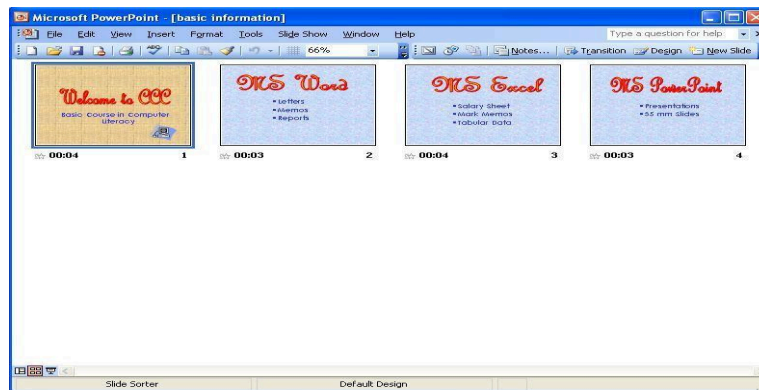 Microsoft PowerPoint - [basic information]
File Edit View Insert Format Tools Slide Show Window Help Type a question for help
66% Notes... Transition Design New Slide
Welcome to CCC
Basic Course in Computer
Literacy
00:04 1
MS Word
Letters
Memos
Reports
00:03 2
MS Excel
Salary Sheet
Mark Memos
Tabular Data
00:04 3
MS PowerPoint
Presentations
55 mm Slides
00:03 4
Slide Sorter Default Design